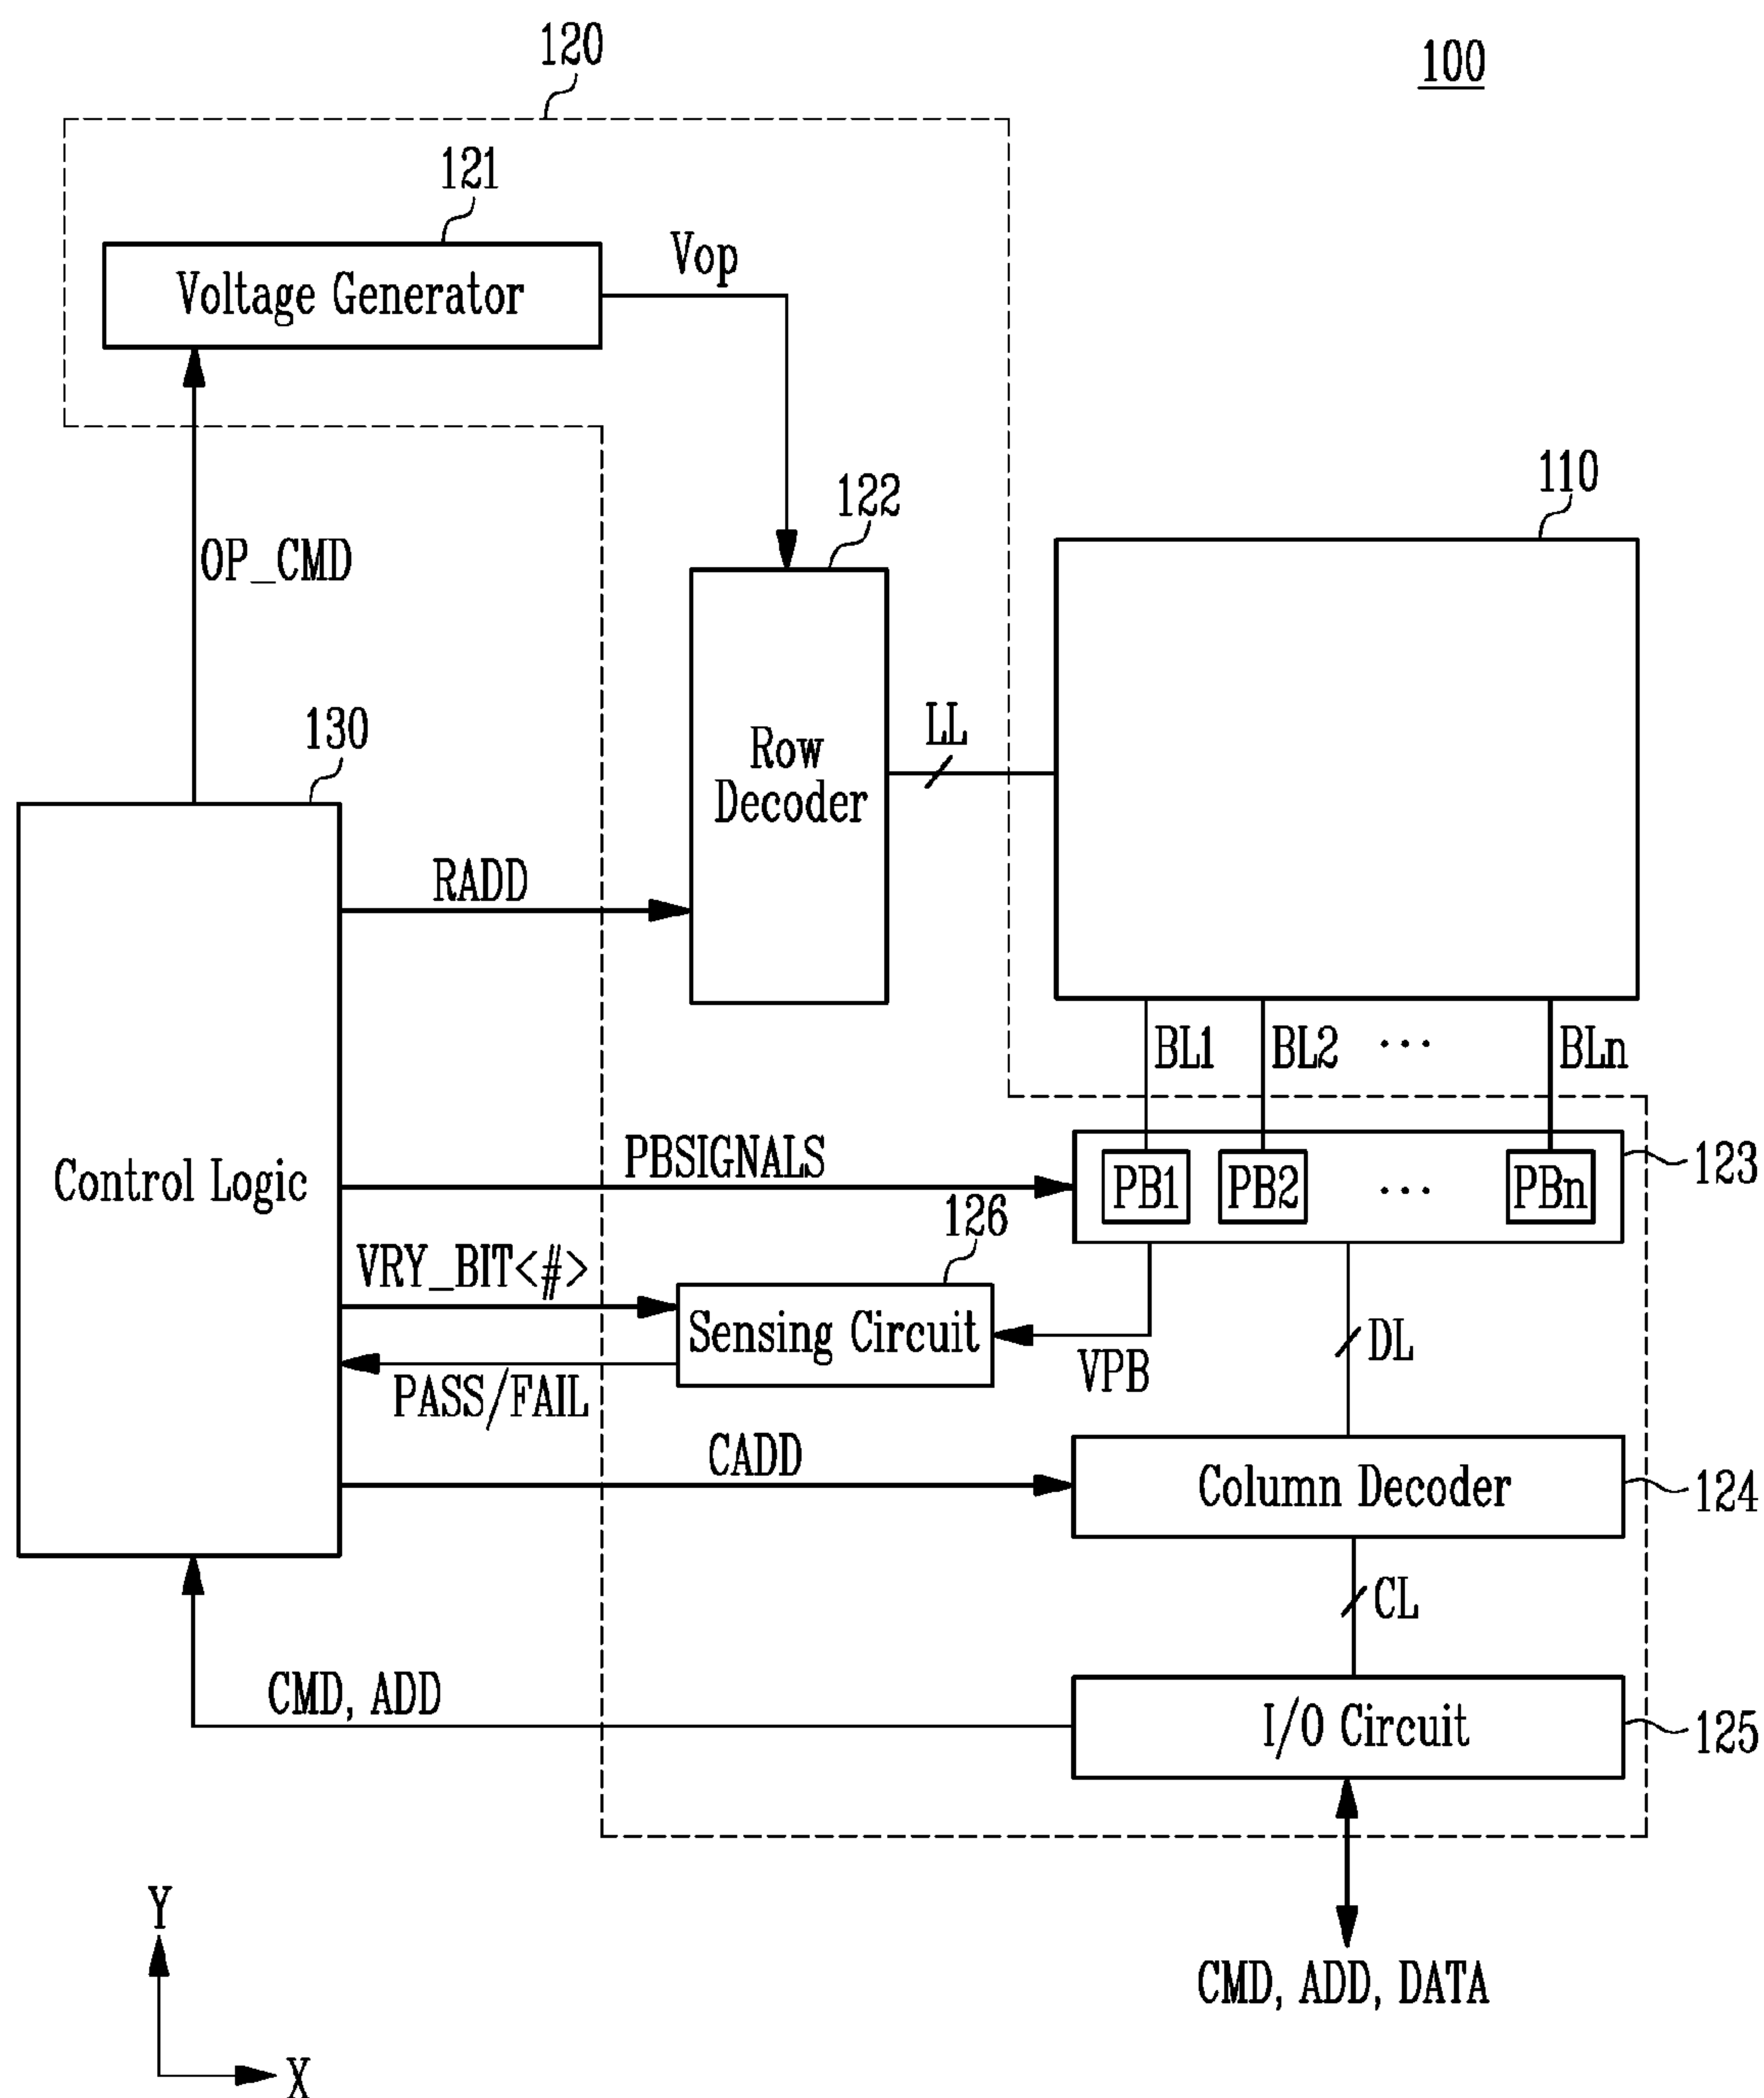 120
100
121
Voltage Generator
Vop
OP_CMD
122
110
Row
Decoder
LL
130
RADD
Control Logic
BL1
BL2
...
BLn
PBSIGNALS
PB1
PB2
...
PBn
123
126
VRY_BIT<#>
Sensing Circuit
PASS/FAIL
VPB
DL
CADD
Column Decoder
124
CL
CMD, ADD
I/O Circuit
125
CMD, ADD, DATA
Y
X